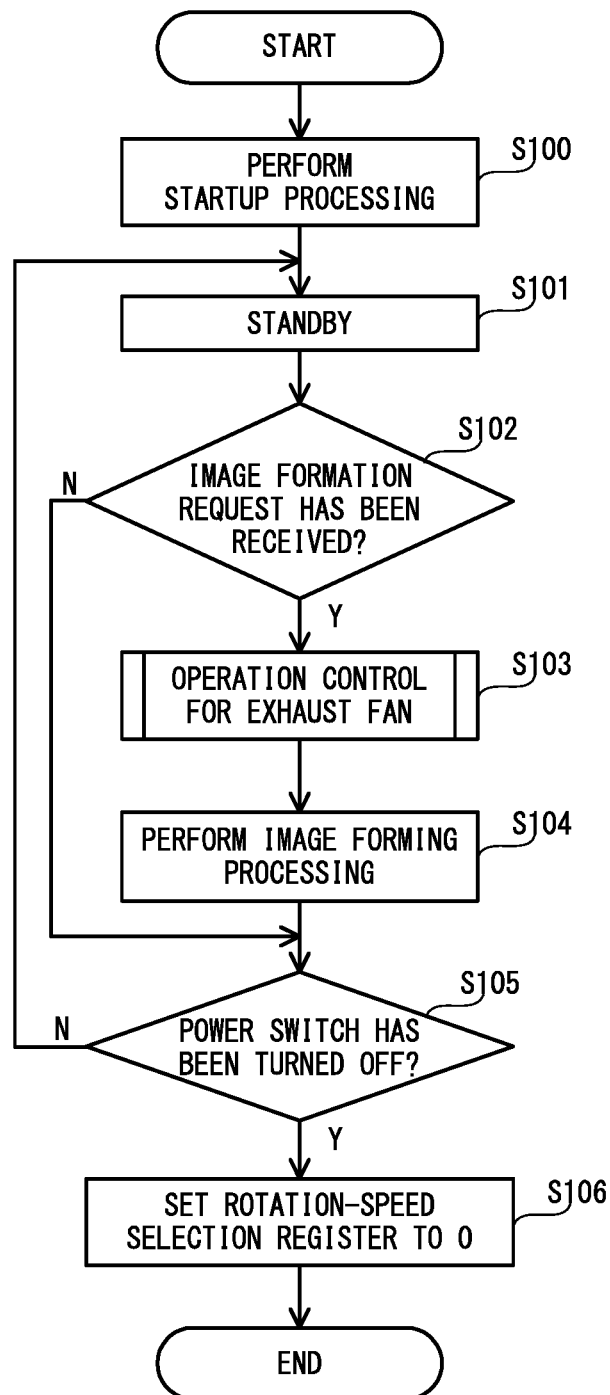 START
S100
PERFORM
STARTUP PROCESSING
S101
STANDBY
S102
N
IMAGE FORMATION
REQUEST HAS BEEN
RECEIVED?
Y
S103
OPERATION CONTROL
FOR EXHAUST FAN
S104
PERFORM IMAGE FORMING
PROCESSING
S105
N
POWER SWITCH HAS
BEEN TURNED OFF?
Y
S106
SET ROTATION-SPEED
SELECTION REGISTER TO 0
END